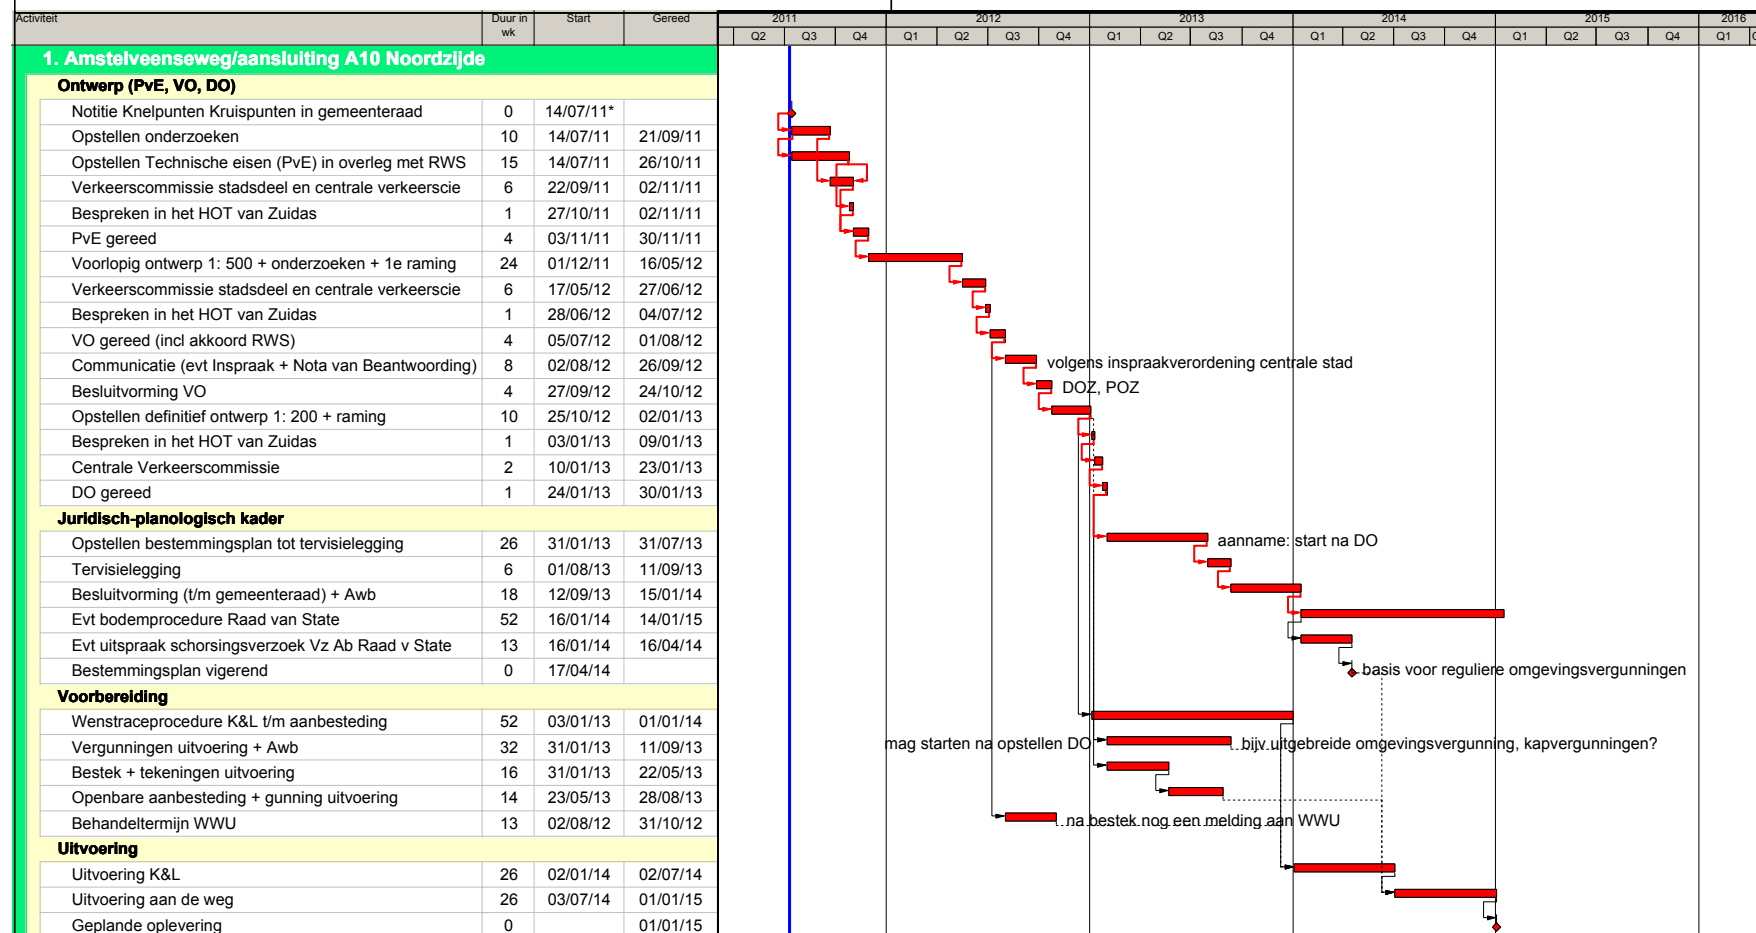 Activiteit Duur in wk Start Gereed 2011 2012 2013 2014 2015 2016
Q2 Q3 Q4 Q1 Q2 Q3 Q4 Q1 Q2 Q3 Q4 Q1 Q2 Q3 Q4 Q1 Q2 Q3 Q4 Q1
1. Amstelveenseweg/aansluiting A10 Noordzijde
Ontwerp (PvE, VO, DO)
Notitie Knelpunten Kruispunten in gemeenteraad 0 14/07/11*
Opstellen onderzoeken 10 14/07/11 21/09/11
Opstellen Technische eisen (PvE) in overleg met RWS 15 14/07/11 26/10/11
Verkeerscommissie stadsdeel en centrale verkeerscie 6 22/09/11 02/11/11
Bespreken in het HOT van Zuidas 1 27/10/11 02/11/11
PvE gereed 4 03/11/11 30/11/11
Voorlopig ontwerp 1: 500 + onderzoeken + 1e raming 24 01/12/11 16/05/12
Verkeerscommissie stadsdeel en centrale verkeerscie 6 17/05/12 27/06/12
Bespreken in het HOT van Zuidas 1 28/06/12 04/07/12
VO gereed (incl akkoord RWS) 4 05/07/12 01/08/12
Communicatie (evt Inspraak + Nota van Beantwoording) 8 02/08/12 26/09/12 volgens inspraakverordening centrale stad
Besluitvorming VO 4 27/09/12 24/10/12 DOZ, POZ
Opstellen definitief ontwerp 1: 200 + raming 10 25/10/12 02/01/13
Bespreken in het HOT van Zuidas 1 03/01/13 09/01/13
Centrale Verkeerscommissie 2 10/01/13 23/01/13
DO gereed 1 24/01/13 30/01/13
Juridisch-planologisch kader
Opstellen bestemmingsplan tot tervisielegging 26 31/01/13 31/07/13 aanname: start na DO
Tervisielegging 6 01/08/13 11/09/13
Besluitvorming (t/m gemeenteraad) + Awb 18 12/09/13 15/01/14
Evt bodemprocedure Raad van State 52 16/01/14 14/01/15
Evt uitspraak schorsingsverzoek Vz Ab Raad v State 13 16/01/14 16/04/14
Bestemmingsplan vigerend 0 17/04/14 basis voor reguliere omgevingsvergunningen
Voorbereiding
Wenstraceprocedure K&L t/m aanbesteding 52 03/01/13 01/01/14
Vergunningen uitvoering + Awb 32 31/01/13 11/09/13 mag starten na opstellen DO bijv uitgebreide omgevingsvergunning, kapvergunningen?
Bestek + tekeningen uitvoering 16 31/01/13 22/05/13
Openbare aanbesteding + gunning uitvoering 14 23/05/13 28/08/13
Behandeltermijn WWU 13 02/08/12 31/10/12 na bestek nog een melding aan WWU
Uitvoering
Uitvoering K&L 26 02/01/14 02/07/14
Uitvoering aan de weg 26 03/07/14 01/01/15
Geplande oplevering 0 01/01/15